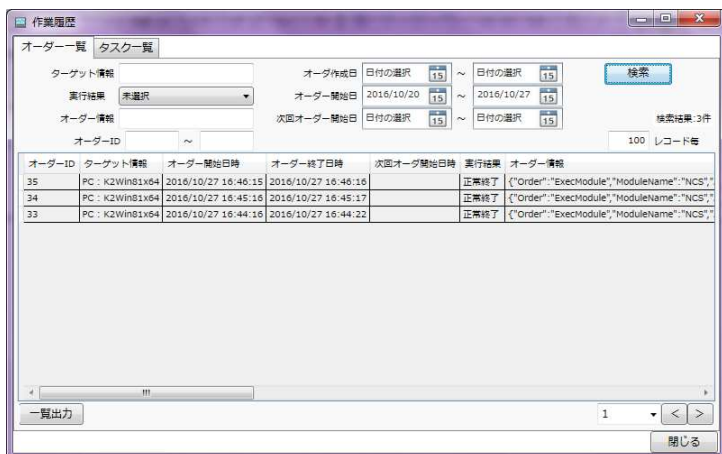 作業履歴
オーダー一覧 タスク一覧
ターゲット情報 オーダ作成日 日付の選択 15 ～ 日付の選択 15 検索
実行結果 未選択 オーダー開始日 2016/10/20 15 ～ 2016/10/27 15
オーダー情報 次回オーダー開始日 日付の選択 15 ～ 日付の選択 15 検索結果:3件
オーダーID ～ 100 レコード毎
オーダーID ターゲット情報 オーダー開始日時 オーダー終了日時 次回オーダ開始日時 実行結果 オーダー情報
35 PC : K2Win81x64 2016/10/27 16:46:15 2016/10/27 16:46:16 正常終了 {"Order":"ExecModule","ModuleName":"NCS","
34 PC : K2Win81x64 2016/10/27 16:45:16 2016/10/27 16:45:17 正常終了 {"Order":"ExecModule","ModuleName":"NCS","
33 PC : K2Win81x64 2016/10/27 16:44:16 2016/10/27 16:44:22 正常終了 {"Order":"ExecModule","ModuleName":"NCS","
一覧出力 1 < >
閉じる